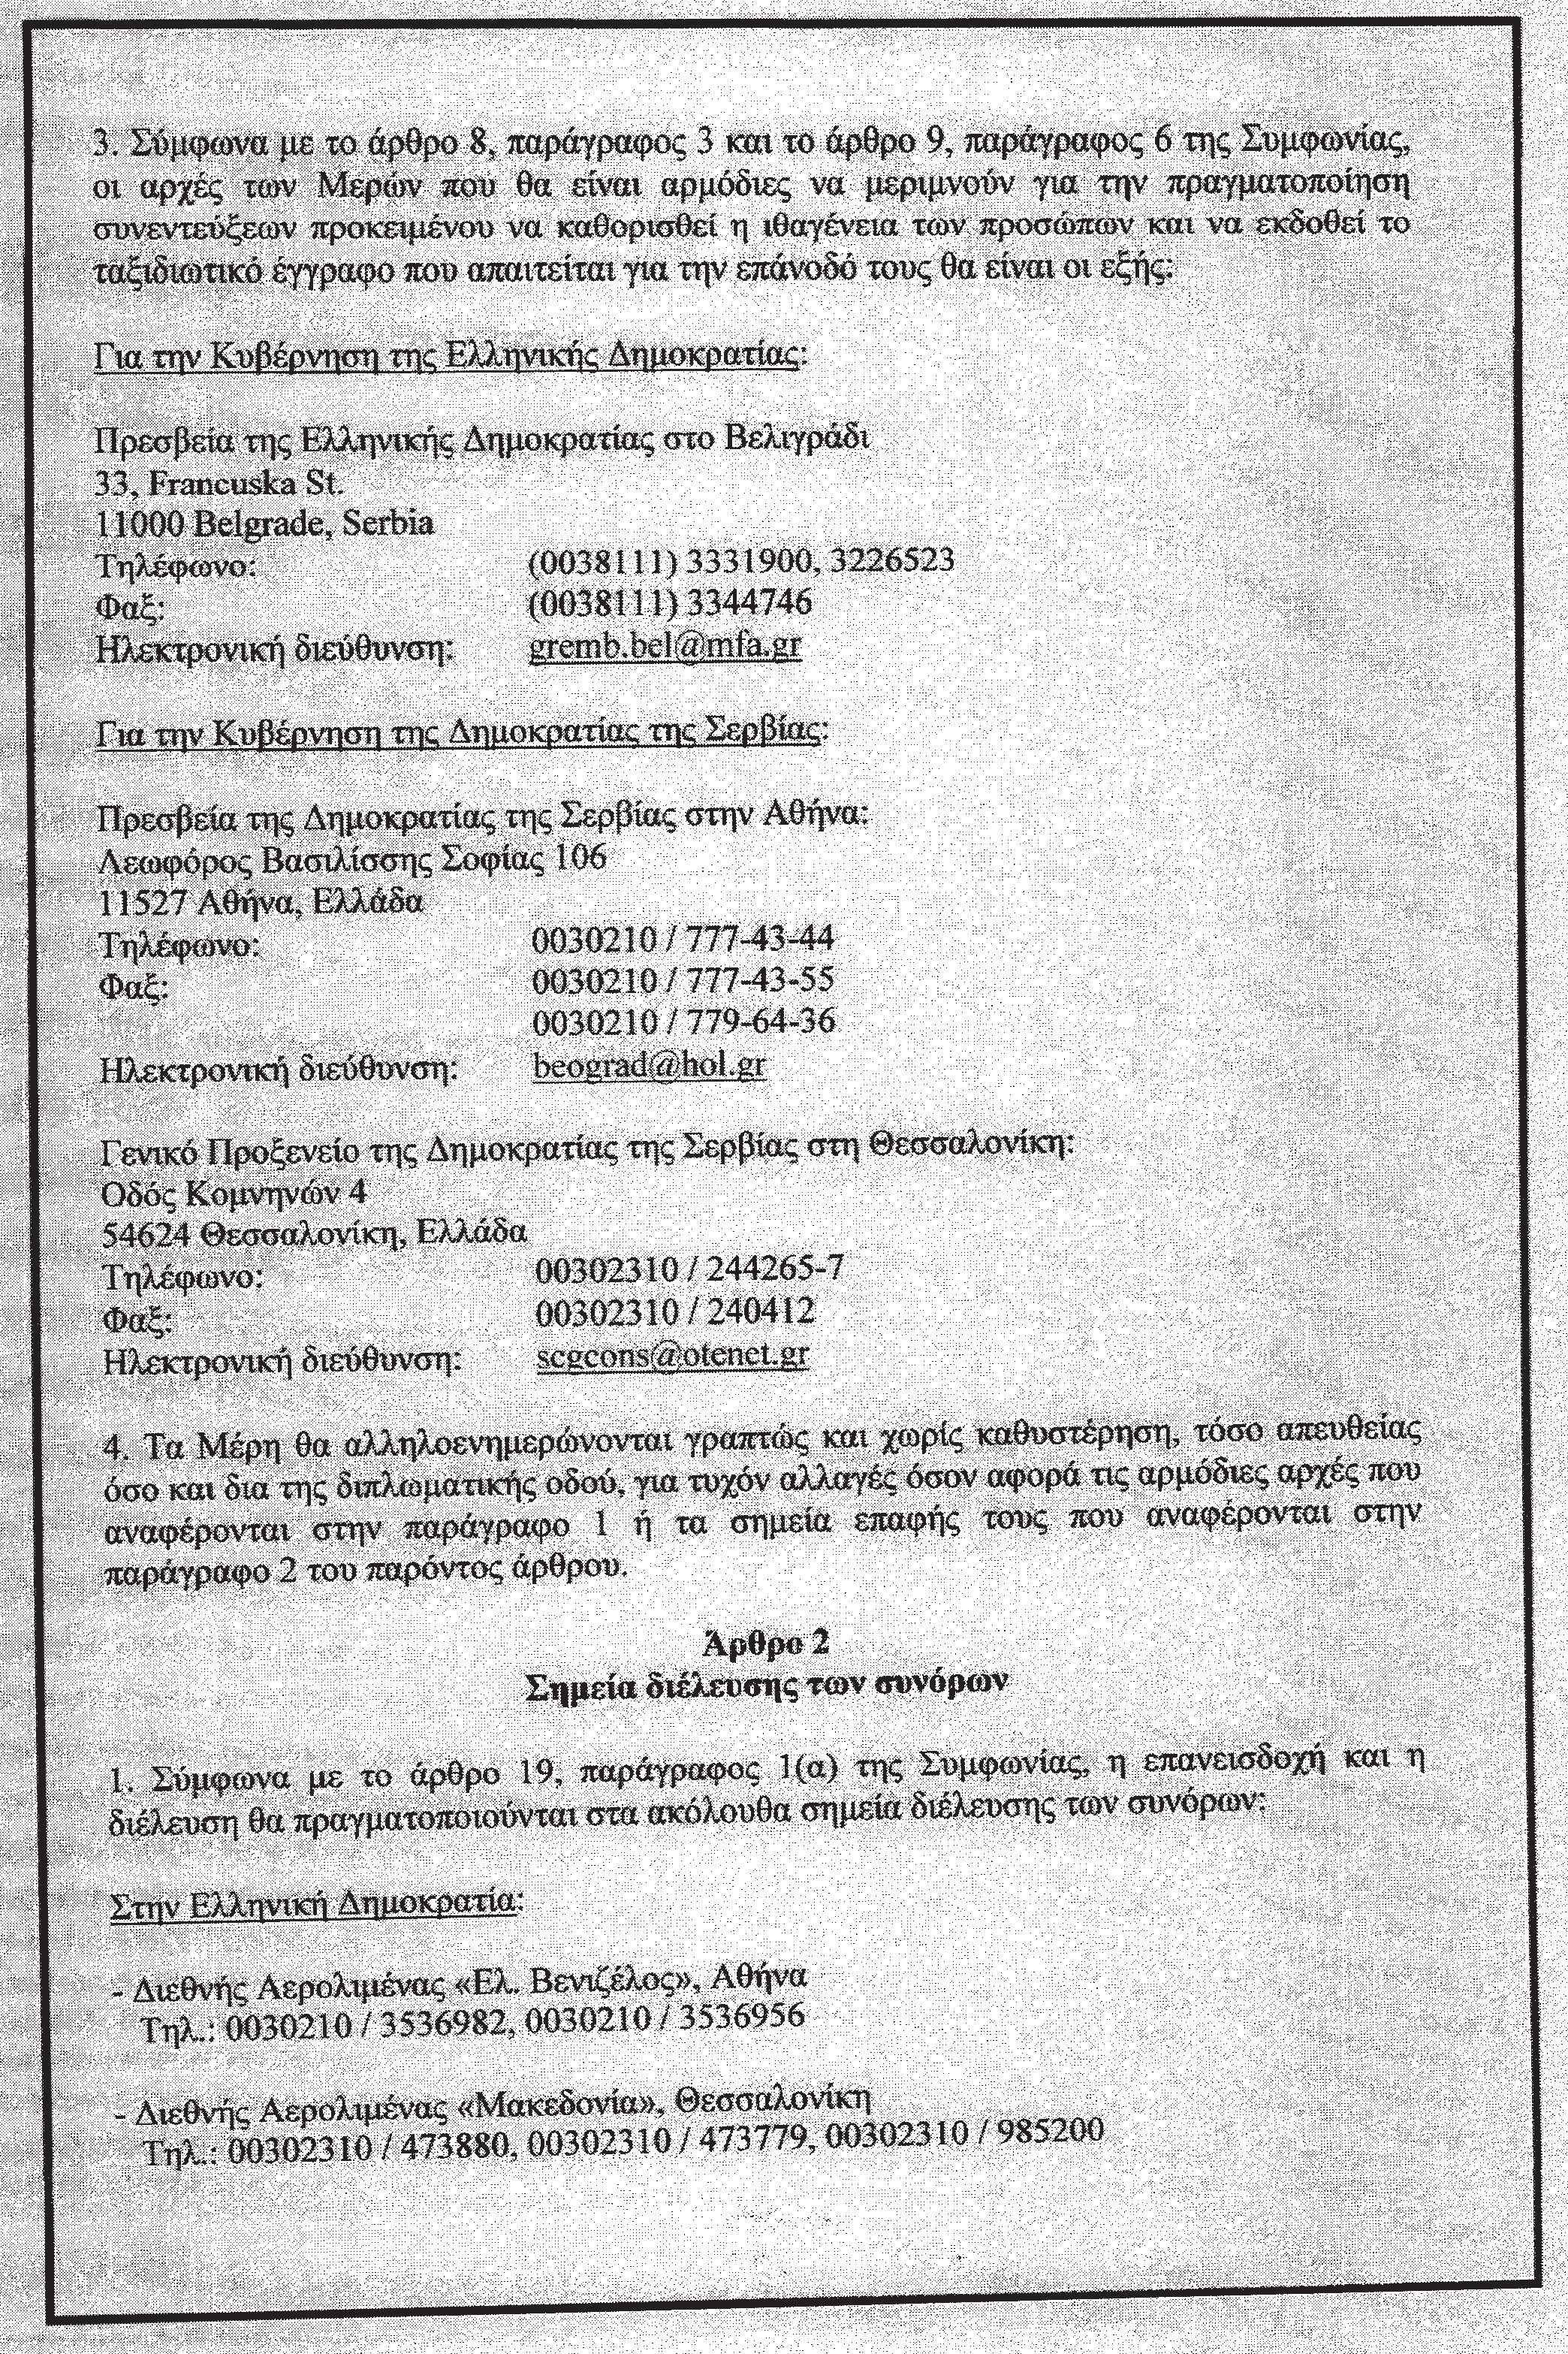 3. Σύμφωνα με το άρθρο 8, παράγραφος 3 και το άρθρο 9, παράγραφος 6 της Συμφωνίας,
οι αρχές των Μερών που θα είναι αρμόδιες να μεριμνούν για την πραγματοποίηση
συνεντεύξεων προκειμένου να καθορισθεί η ιθαγένεια των προσώπων και να εκδοθεί το
ταξιδιωτικό έγγραφο που απαιτείται για την επάνοδό τους θα είναι οι εξής:
Για την Κυβέρνηση της Ελληνικής Δημοκρατίας:
Πρεσβεία της Ελληνικής Δημοκρατίας στο Βελιγράδι
33, Francuska St.
11000 Belgrade, Serbia
Τηλέφωνο: (0038111) 3331900, 3226523
Φαξ: (0038111) 3344746
Ηλεκτρονική διεύθυνση: gremb.bel@mfa.gr
Για την Κυβέρνηση της Δημοκρατίας της Σερβίας:
Πρεσβεία της Δημοκρατίας της Σερβίας στην Αθήνα:
Λεωφόρος Βασιλίσσης Σοφίας 106
11527 Αθήνα, Ελλάδα
Τηλέφωνο: 0030210 / 777-43-44
Φαξ: 0030210 / 777-43-55
0030210 / 779-64-36
Ηλεκτρονική διεύθυνση: beograd@hol.gr
Γενικό Προξενείο της Δημοκρατίας της Σερβίας στη Θεσσαλονίκη:
Οδός Κομνηνών 4
54624 Θεσσαλονίκη, Ελλάδα
Τηλέφωνο: 00302310 / 244265-7
Φαξ: 00302310 / 240412
Ηλεκτρονική διεύθυνση: scgcons@otenet.gr
4. Τα Μέρη θα αλληλοενημερώνονται γραπτώς και χωρίς καθυστέρηση, τόσο απευθείας
όσο και δια της διπλωματικής οδού, για τυχόν αλλαγές όσον αφορά τις αρμόδιες αρχές που
αναφέρονται στην παράγραφο 1 ή τα σημεία επαφής τους που αναφέρονται στην
παράγραφο 2 του παρόντος άρθρου.
Άρθρο 2
Σημεία διέλευσης των συνόρων
1. Σύμφωνα με το άρθρο 19, παράγραφος 1(α) της Συμφωνίας, η επανεισδοχή και η
διέλευση θα πραγματοποιούνται στα ακόλουθα σημεία διέλευσης των συνόρων:
Στην Ελληνική Δημοκρατία:
- Διεθνής Αερολιμένας «Ελ. Βενιζέλος», Αθήνα
Τηλ.: 0030210 / 3536982, 0030210 / 3536956
- Διεθνής Αερολιμένας «Μακεδονία», Θεσσαλονίκη
Τηλ.: 00302310 / 473880, 00302310 / 473779, 00302310 / 985200